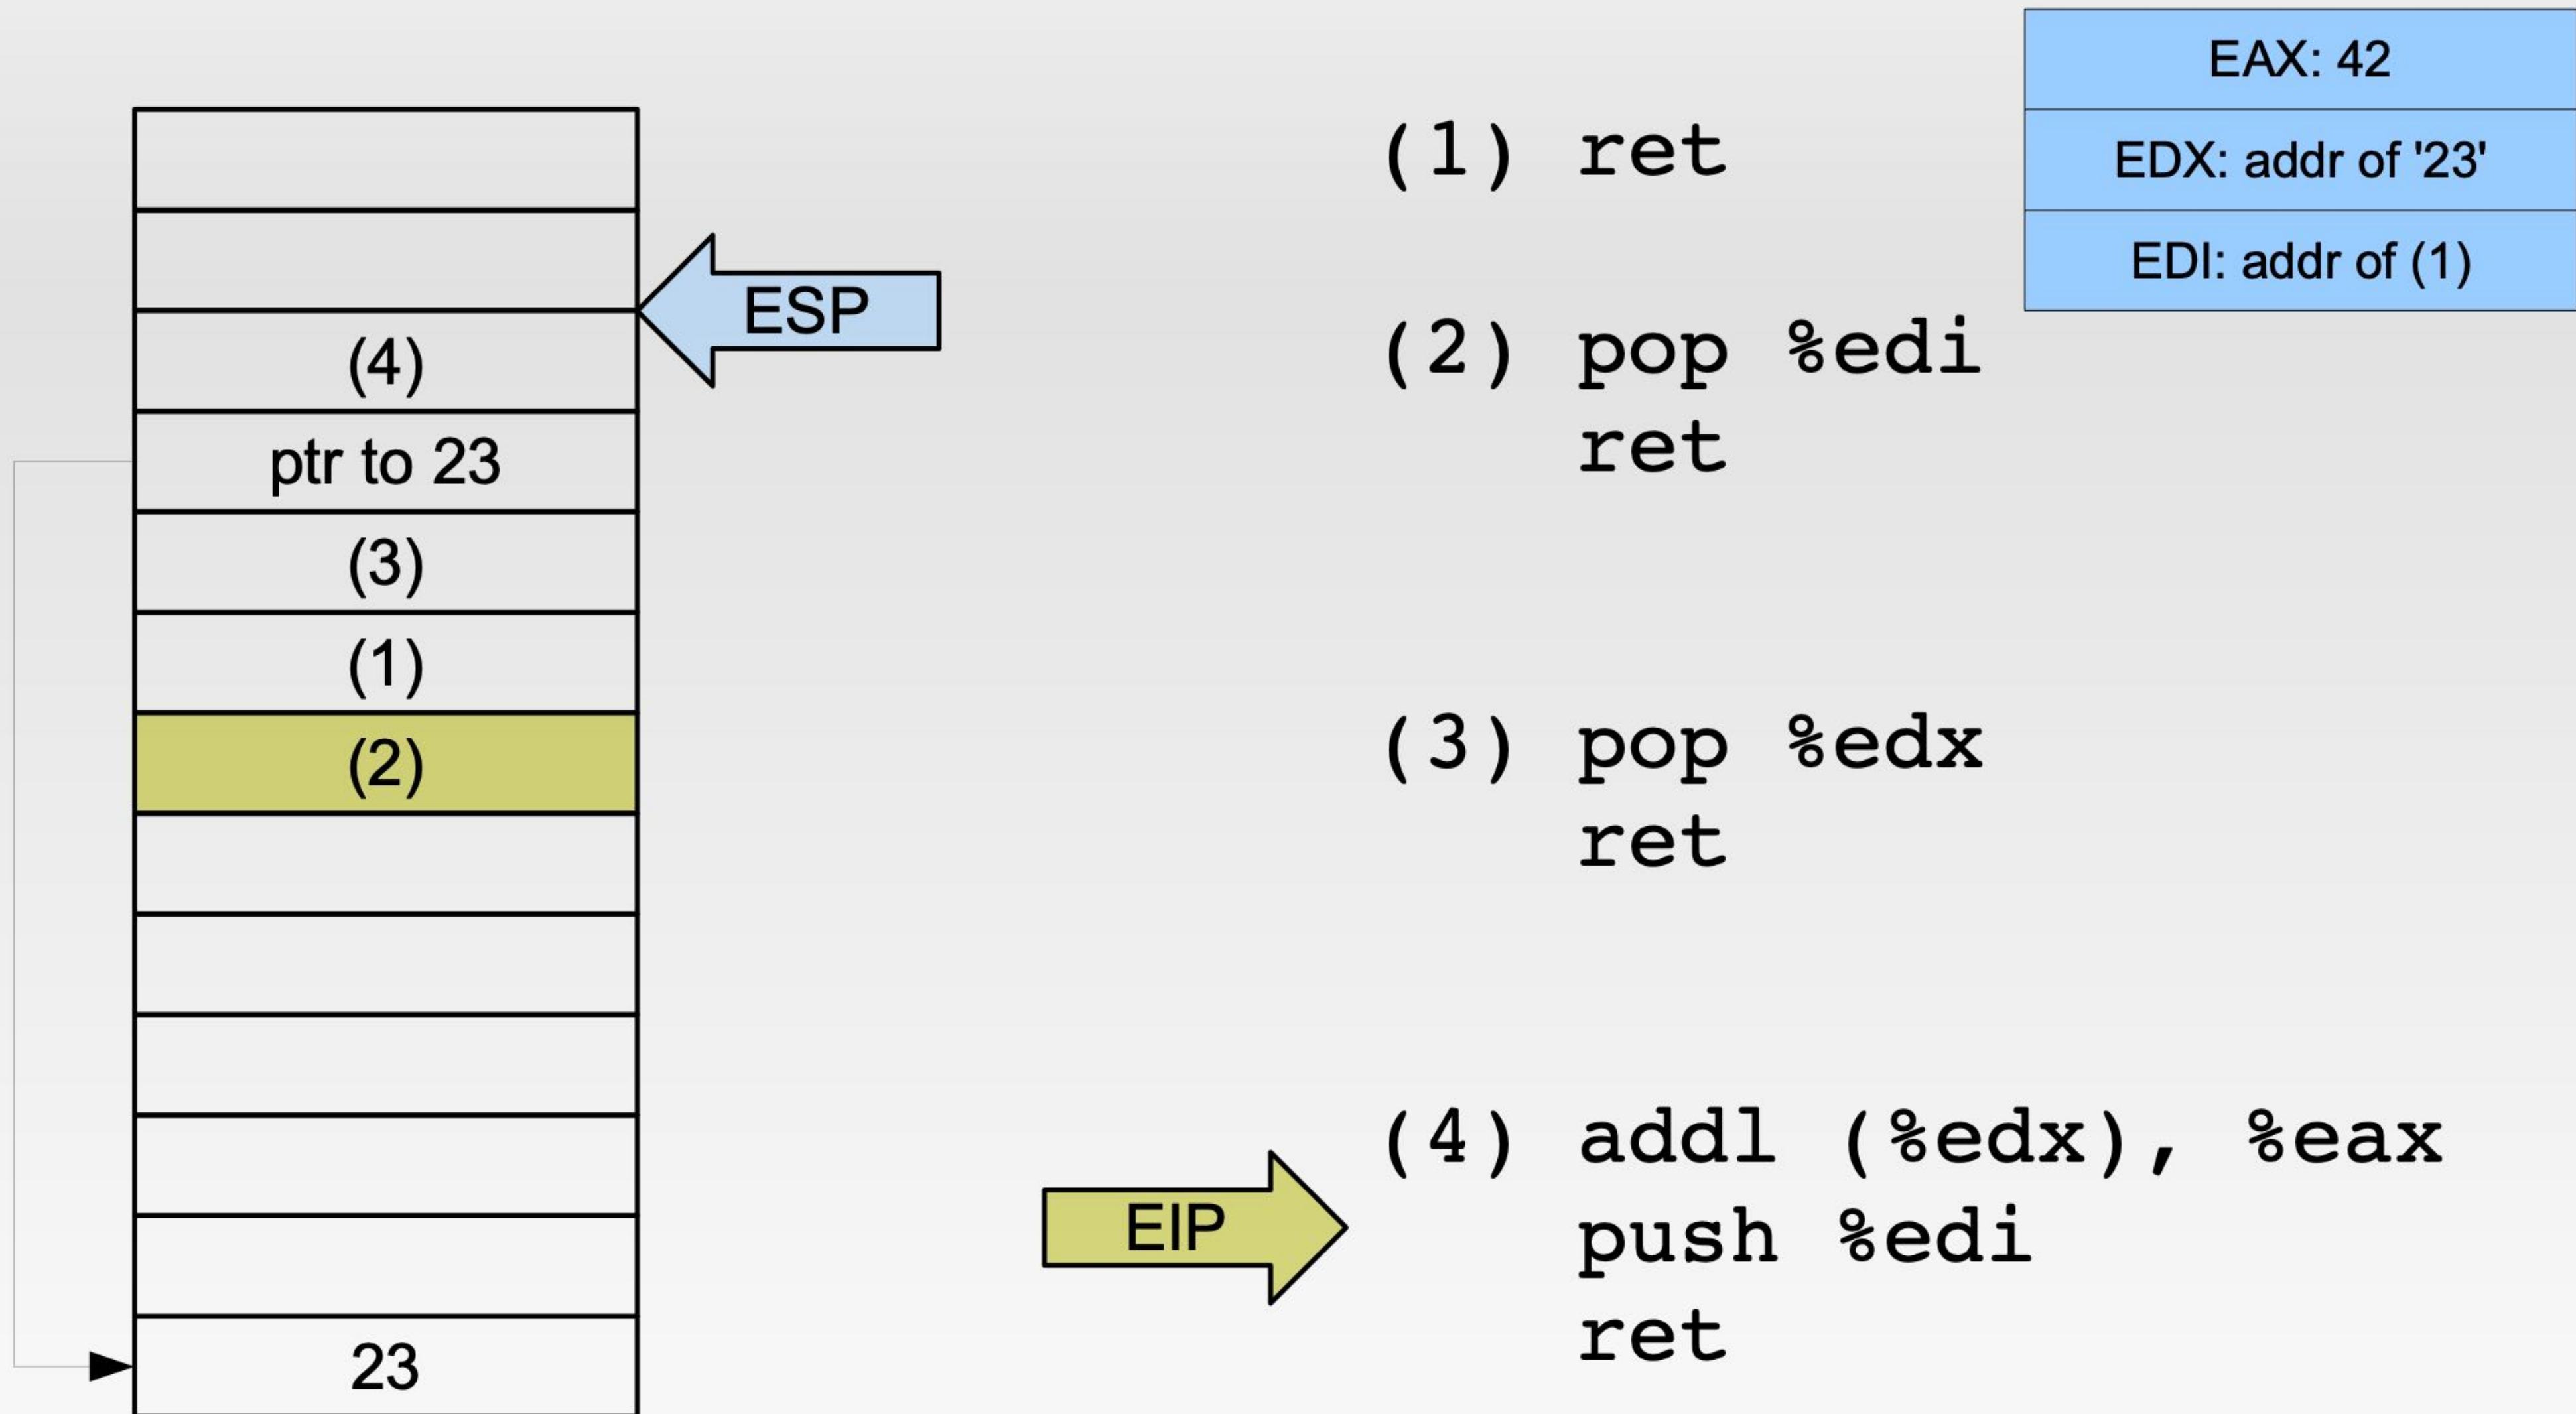 EAX: 42
EDX: addr of '23'
EDI: addr of (1)
ESP
(4)
ptr to 23
(3)
(1)
(2)
23
(1) ret
(2) pop %edi
ret
(3) pop %edx
ret
EIP
(4) addl (%edx), %eax
push %edi
ret